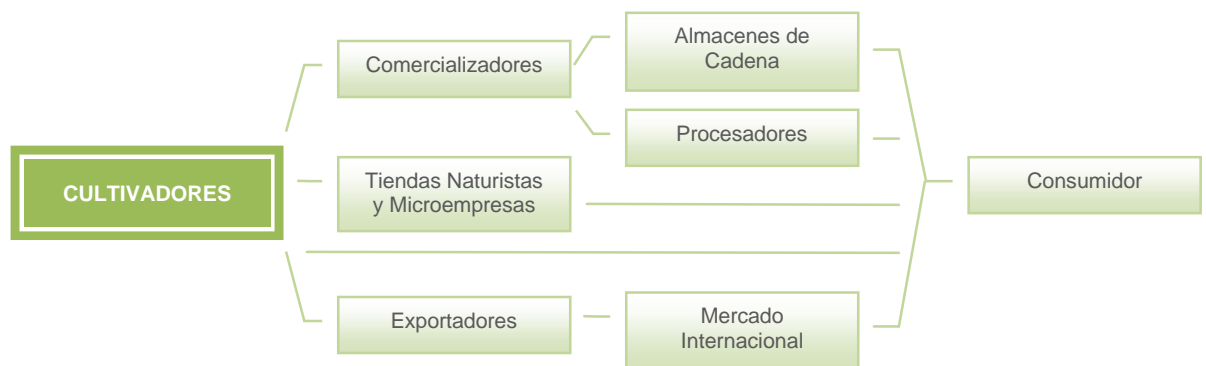 Almacenes de
Cadena
Comercializadores
Procesadores
CULTIVADORES
Tiendas Naturistas
y Microempresas
Consumidor
Exportadores
Mercado
Internacional